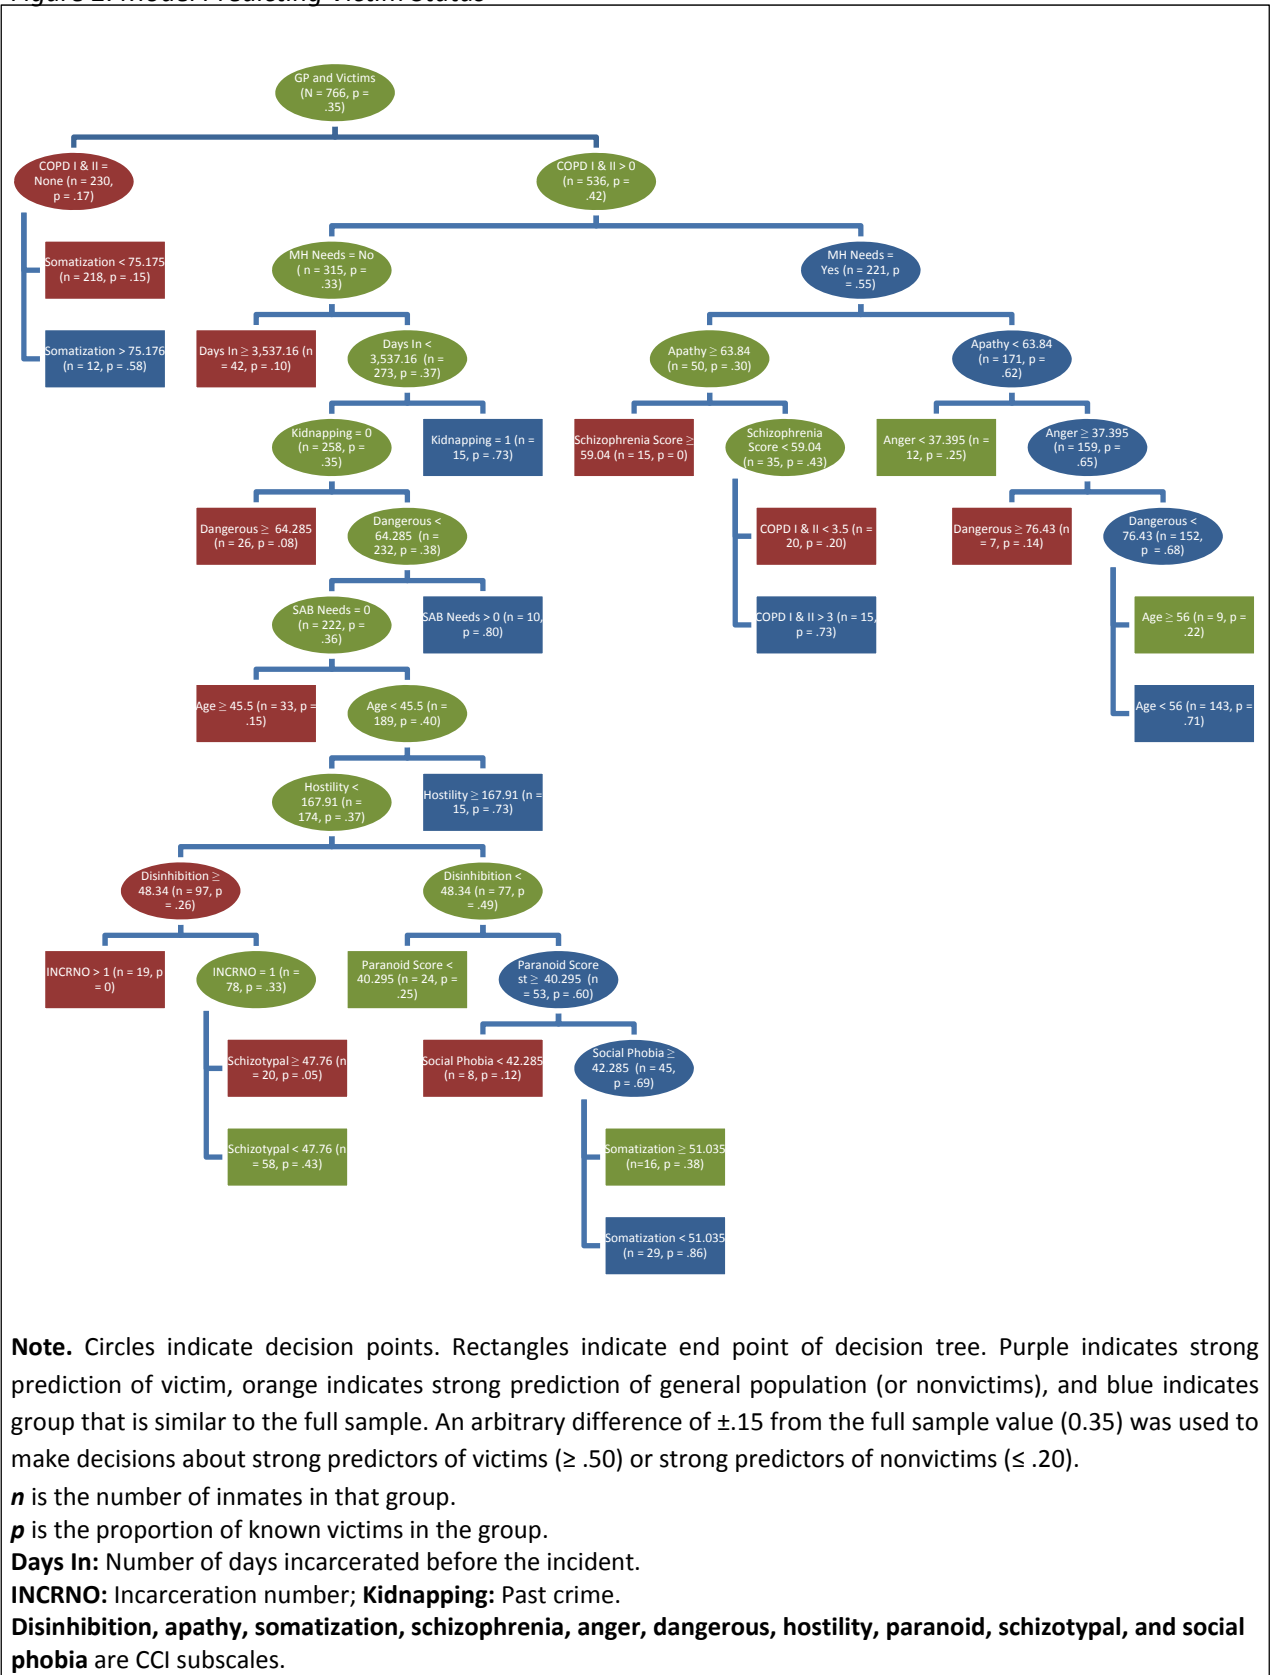 Figure 2. Model Predicting Victim Status
GP and Victims
(N = 766, p =
.35)
COPD I & II =
None (n = 230,
p = .17)
COPD I & II > 0
(n = 536, p =
.42)
Somatization < 75.175
(n = 218, p = .15)
Somatization > 75.176
(n = 12, p = .58)
MH Needs = No
( n = 315, p =
.33)
MH Needs =
Yes (n = 221, p
= .55)
Days In ≥ 3,537.16 (n
= 42, p = .10)
Days In <
3,537.16 (n =
273, p = .37)
Apathy ≥ 63.84
(n = 50, p = .30)
Apathy < 63.84
(n = 171, p =
.62)
Kidnapping = 0
(n = 258, p =
.35)
Kidnapping = 1 (n =
15, p = .73)
Schizophrenia Score ≥
59.04 (n = 15, p = 0)
Schizophrenia
Score < 59.04
(n = 35, p = .43)
Anger < 37.395 (n =
12, p = .25)
Anger ≥ 37.395
(n = 159, p =
.65)
Dangerous ≥ 64.285
(n = 26, p = .08)
Dangerous <
64.285 (n =
232, p = .38)
COPD I & II < 3.5 (n =
20, p = .20)
COPD I & II > 3 (n = 15,
p = .73)
Dangerous ≥ 76.43 (n
= 7, p = .14)
Dangerous <
76.43 (n = 152,
p = .68)
SAB Needs = 0
(n = 222, p =
.36)
SAB Needs > 0 (n = 10,
p = .80)
Age ≥ 56 (n = 9, p =
.22)
Age < 56 (n = 143, p =
.71)
Age ≥ 45.5 (n = 33, p =
.15)
Age < 45.5 (n =
189, p = .40)
Hostility <
167.91 (n =
174, p = .37)
Hostility ≥ 167.91 (n =
15, p = .73)
Disinhibition ≥
48.34 (n = 97, p
= .26)
Disinhibition <
48.34 (n = 77, p
= .49)
INCRNO > 1 (n = 19, p
= 0)
INCRNO = 1 (n =
78, p = .33)
Paranoid Score <
40.295 (n = 24, p =
.25)
Paranoid Score
st ≥ 40.295 (n
= 53, p = .60)
Schizotypal ≥ 47.76 (n
= 20, p = .05)
Schizotypal < 47.76 (n
= 58, p = .43)
Social Phobia < 42.285
(n = 8, p = .12)
Social Phobia ≥
42.285 (n = 45,
p = .69)
Somatization ≥ 51.035
(n=16, p = .38)
Somatization < 51.035
(n = 29, p = .86)
Note. Circles indicate decision points. Rectangles indicate end point of decision tree. Purple indicates strong
prediction of victim, orange indicates strong prediction of general population (or nonvictims), and blue indicates
group that is similar to the full sample. An arbitrary difference of ±.15 from the full sample value (0.35) was used to
make decisions about strong predictors of victims (≥ .50) or strong predictors of nonvictims (≤ .20).
n is the number of inmates in that group.
p is the proportion of known victims in the group.
Days In: Number of days incarcerated before the incident.
INCRNO: Incarceration number; Kidnapping: Past crime.
Disinhibition, apathy, somatization, schizophrenia, anger, dangerous, hostility, paranoid, schizotypal, and social
phobia are CCI subscales.